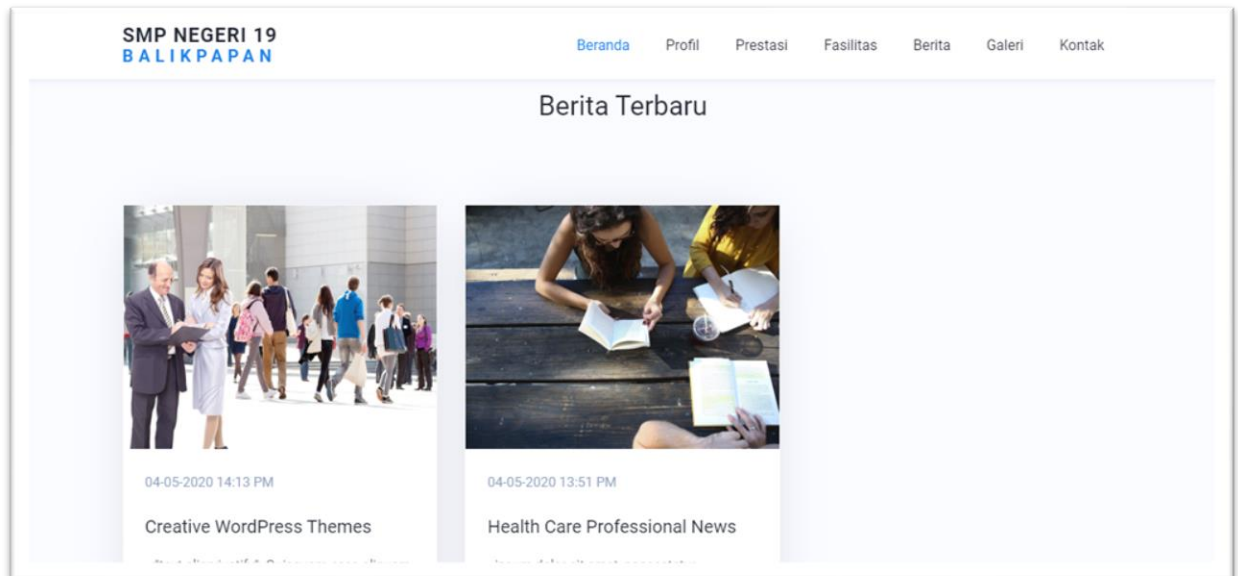 SMP NEGERI 19
BALIKPAPAN
Beranda Profil Prestasi Fasilitas Berita Galeri Kontak
Berita Terbaru
04-05-2020 14:13 PM
04-05-2020 13:51 PM
Creative WordPress Themes
Health Care Professional News